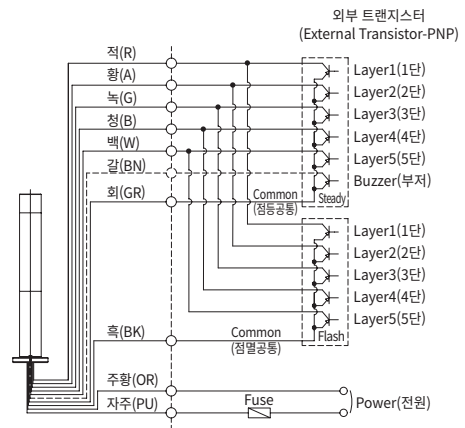 외부 트랜지스터
(External Transistor-PNP)
적(R)
황(A)
녹(G)
청(B)
백(W)
갈(BN)
회(GR)
Common
(점등공통)
Steady
Layer1(1단)
Layer2(2단)
Layer3(3단)
Layer4(4단)
Layer5(5단)
Buzzer(부저)
Layer1(1단)
Layer2(2단)
Layer3(3단)
Layer4(4단)
Layer5(5단)
흑(BK)
Common
(점멸공통)
Flash
주황(OR)
자주(PU)
Fuse
Power(전원)